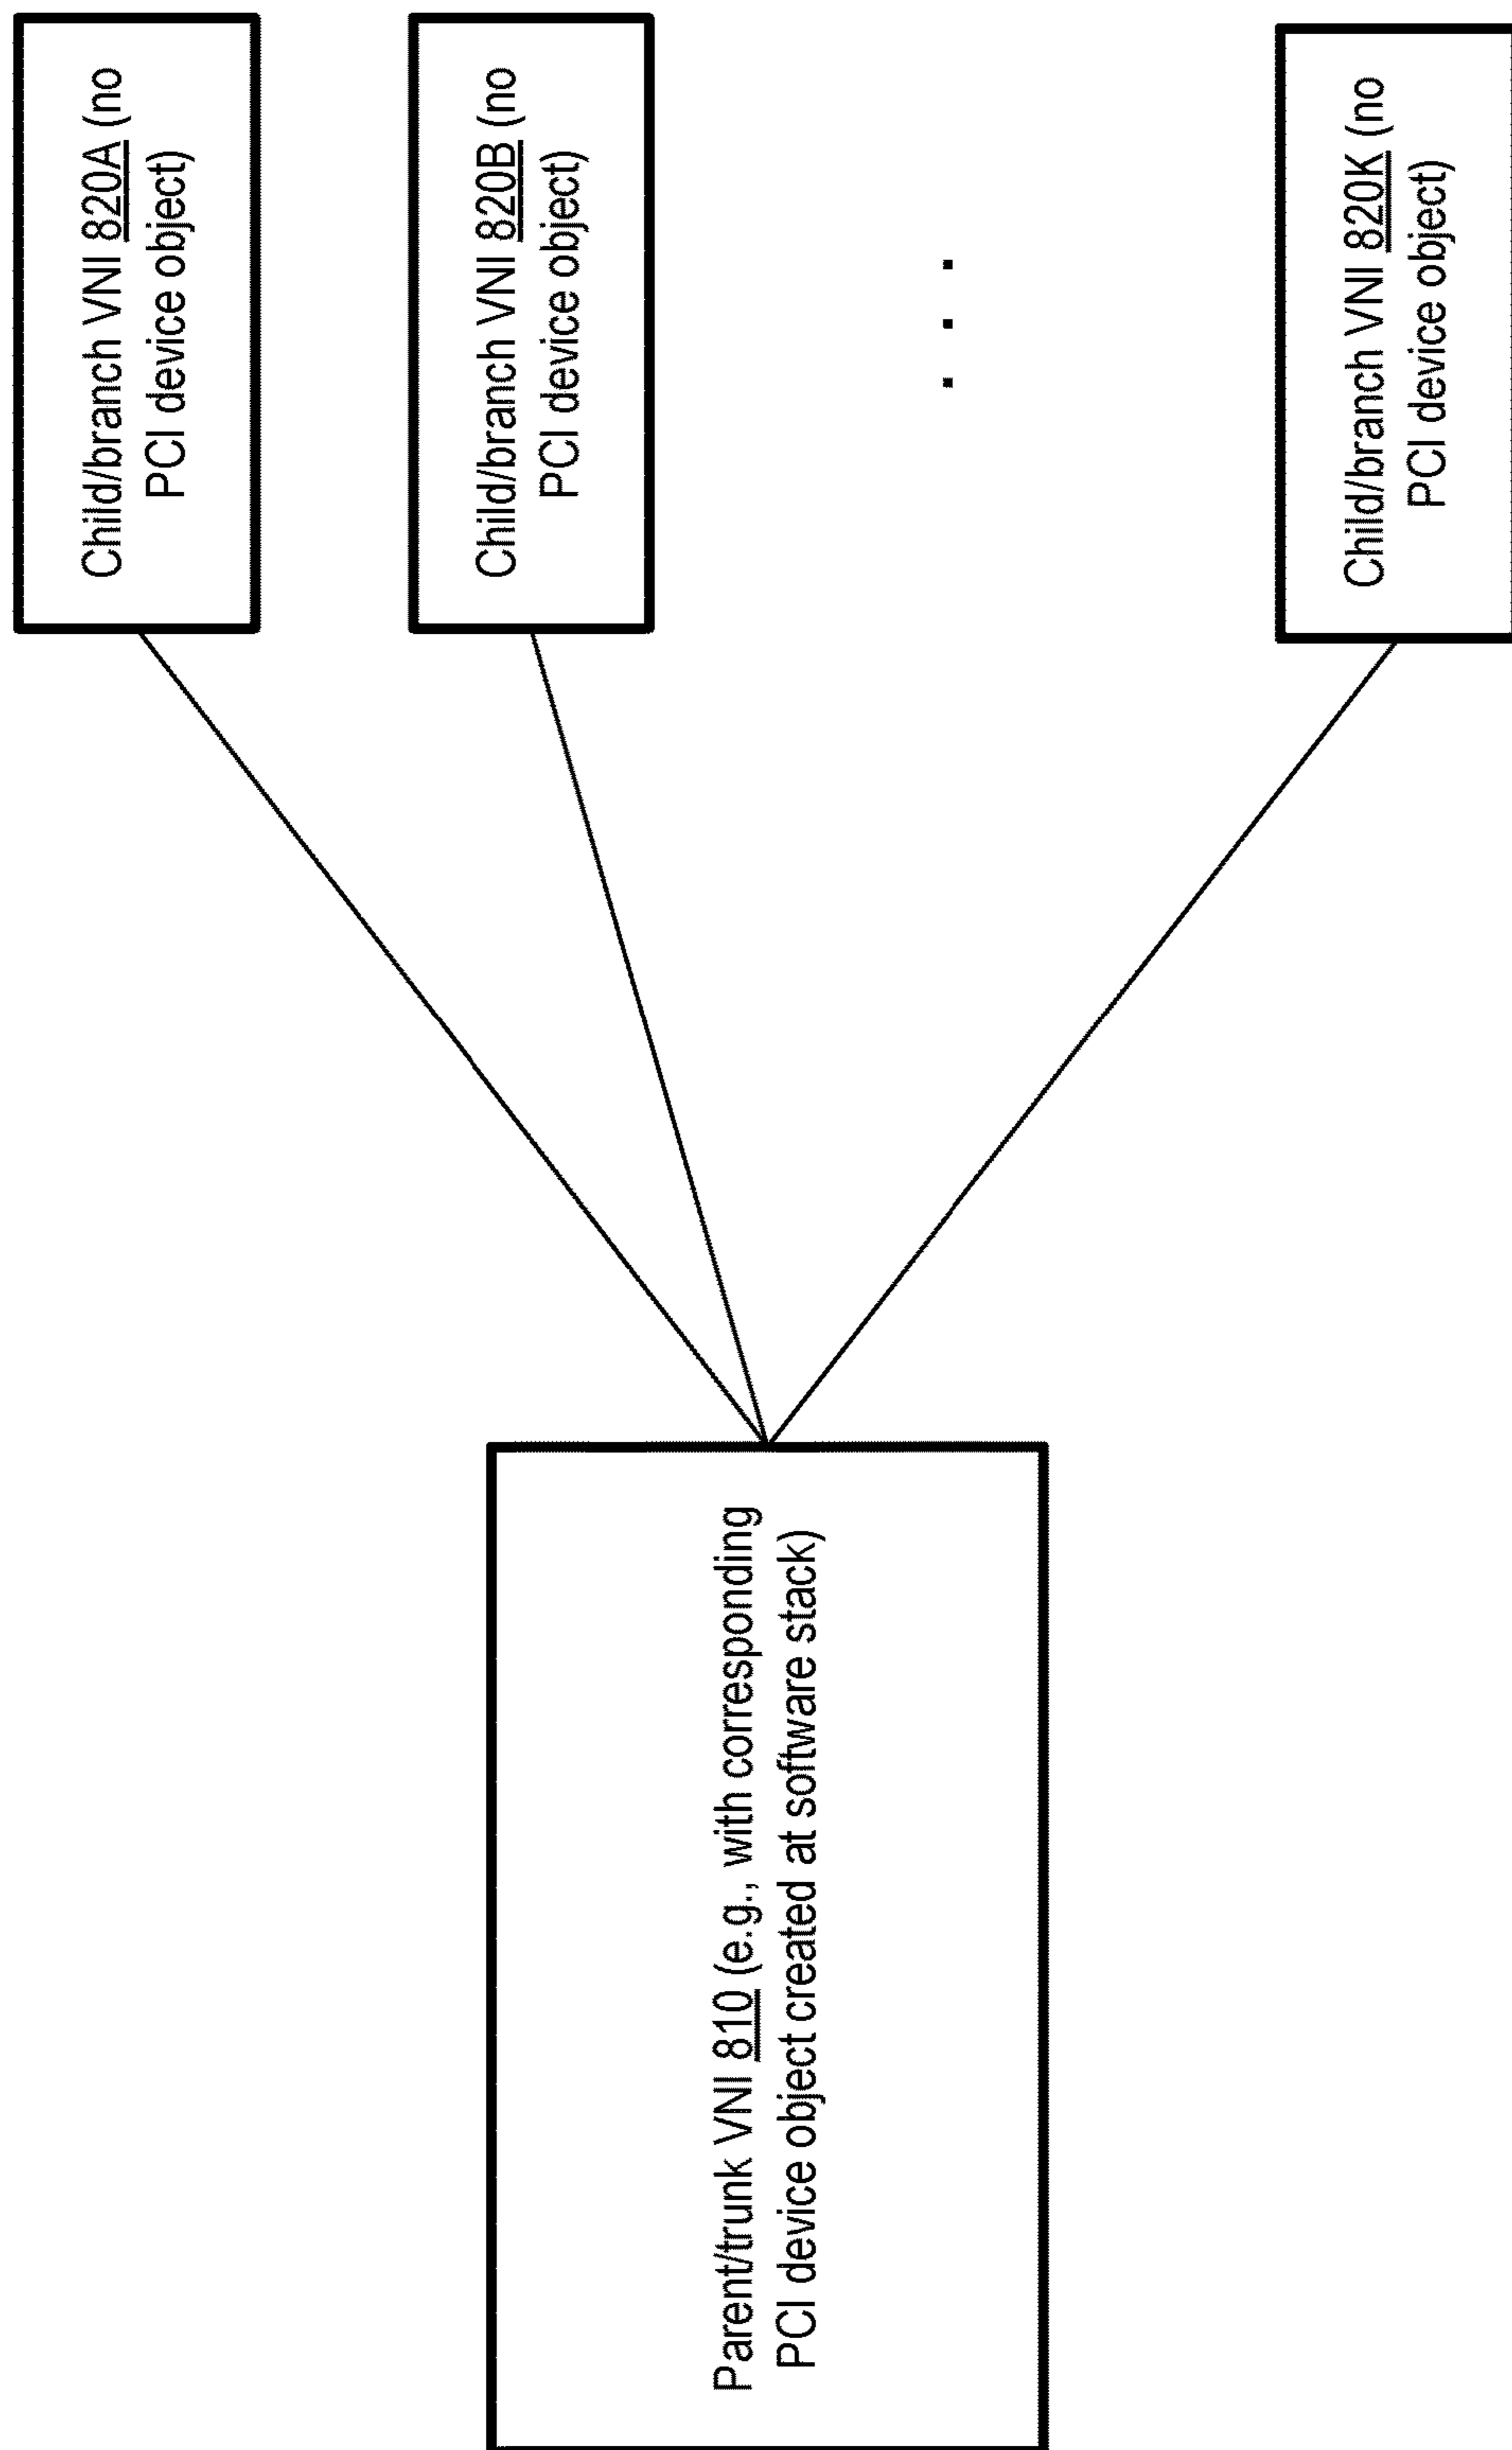 Parent/trunk VNI 810 (e.g., with corresponding
PCI device object created at software stack)
Child/branch VNI 820A (no
PCI device object)
Child/branch VNI 820B (no
PCI device object)
. . .
Child/branch VNI 820K (no
PCI device object)